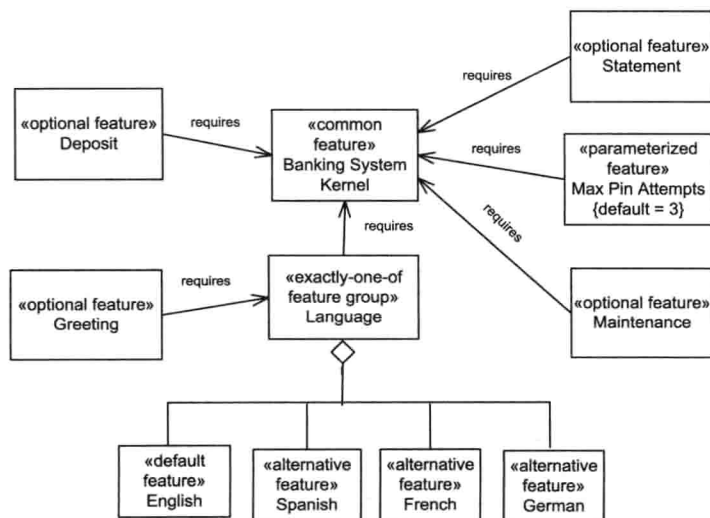 «optional feature»
Statement
requires
«optional feature»
Deposit
requires
«common
feature»
Banking System
Kernel
requires
«parameterized
feature»
Max Pin Attempts
{default = 3}
requires
requires
«optional feature»
Greeting
requires
«exactly-one-of
feature group»
Language
«optional feature»
Maintenance
«default
feature»
English
«alternative
feature»
Spanish
«alternative
feature»
French
«alternative
feature»
German